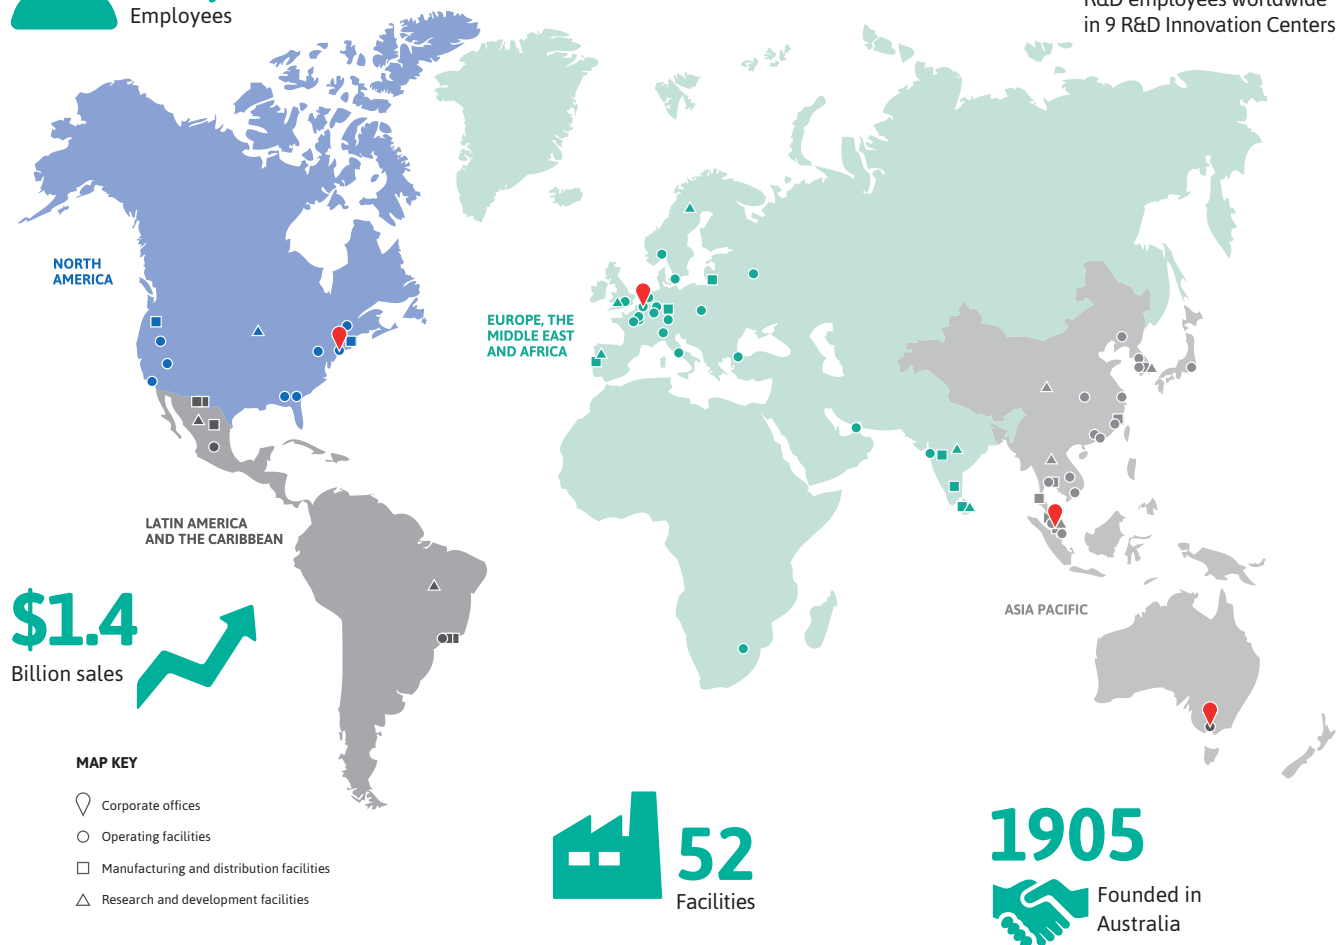 Employees
R&D employees worldwide
in 9 R&D Innovation Centers
NORTH
AMERICA
EUROPE, THE
MIDDLE EAST
AND AFRICA
LATIN AMERICA
AND THE CARIBBEAN
ASIA PACIFIC
$1.4
Billion sales
MAP KEY
Corporate offices
Operating facilities
Manufacturing and distribution facilities
Research and development facilities
52
Facilities
1905
Founded in
Australia